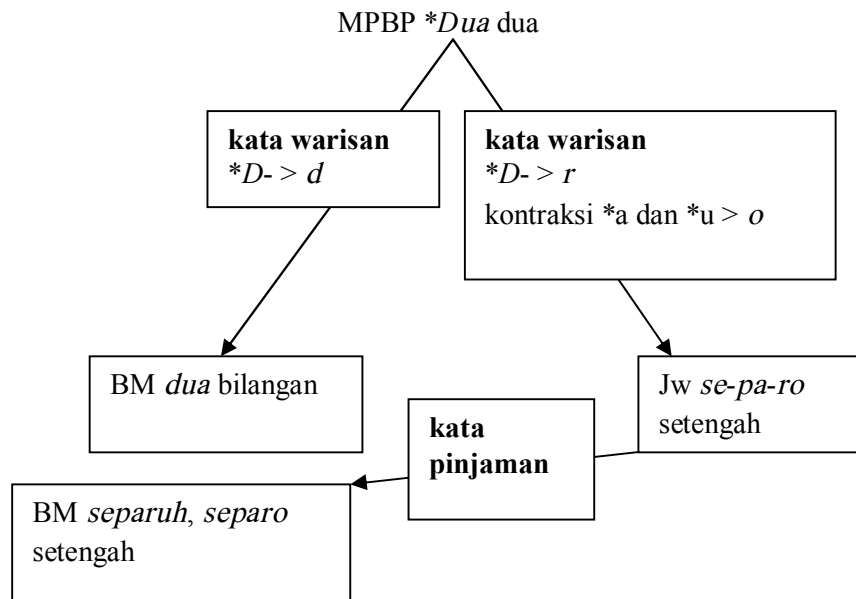 MPBP *Dua dua
kata warisan
*D- > d
kata warisan
*D- > r
kontraksi *a dan *u > o
BM dua bilangan
Jw se-pa-ro
setengah
kata
pinjaman
BM separuh, separo
setengah